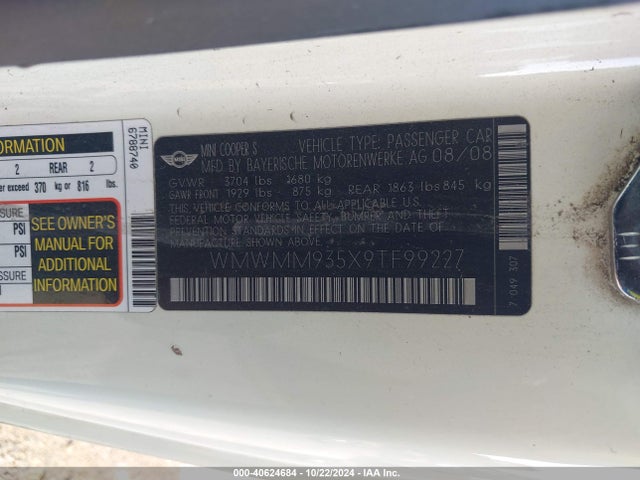 ORMATION
2 REAR 2
er exceed 370 kg or 816 lbs.
SSURE
PSI
PSI
SSURE
SEE OWNER'S
MANUAL FOR
ADDITIONAL
INFORMATION
MINI
6788740
MINI
MINI COOPER S VEHICLE TYPE: PASSENGER CAR
MFD BY BAYERISCHE MOTORENWERKE AG 08/08
GVWR 3704 lbs 1680 kg
GAWR FRONT 1929 lbs 875 kg REAR 1863 lbs 845 kg
THIS VEHICLE CONFORMS TO ALL APPLICABLE U.S.
FEDERAL MOTOR VEHICLE SAFETY, BUMPER AND THEFT
PREVENTION STANDARDS IN EFFECT ON THE DATE OF MANUFACTURE
SHOWN ABOVE.
WMWMM935X9TF99227
7 049 307
000-40624684 | 10/22/2024 | IAA Inc.